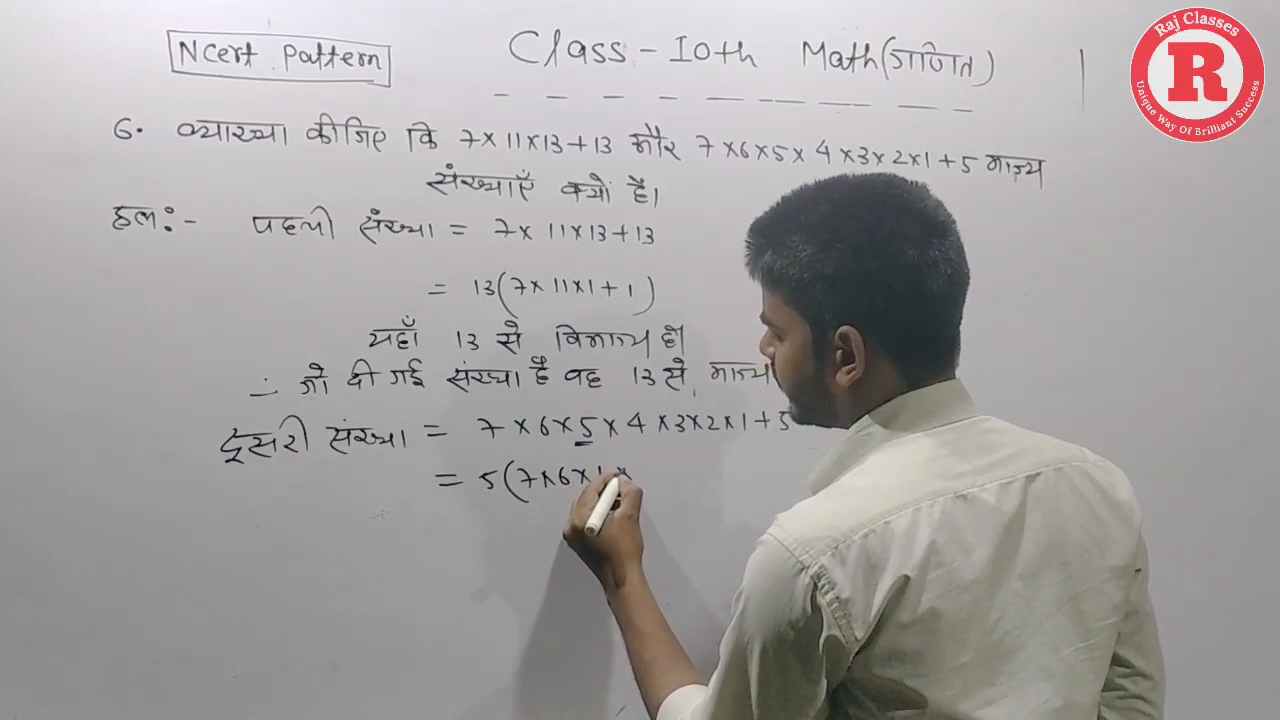 Ncert Pattern
Class - 10th Math(गणित)
Raj Classes
R
Unique Way Of Brilliant Success
6. व्याख्या कीजिए कि 7×11×13+13 और 7×6×5×4×3×2×1+5 भाज्य
संख्याएँ क्यों है।
हल:- पहली संख्या = 7×11×13+13
= 13(7×11×1+1)
यहाँ 13 से विभाज्य है।
∴ जो दी गई संख्या है वह 13 से भाज्य
दूसरी संख्या = 7×6×5×4×3×2×1+5
= 5(7×6×1×